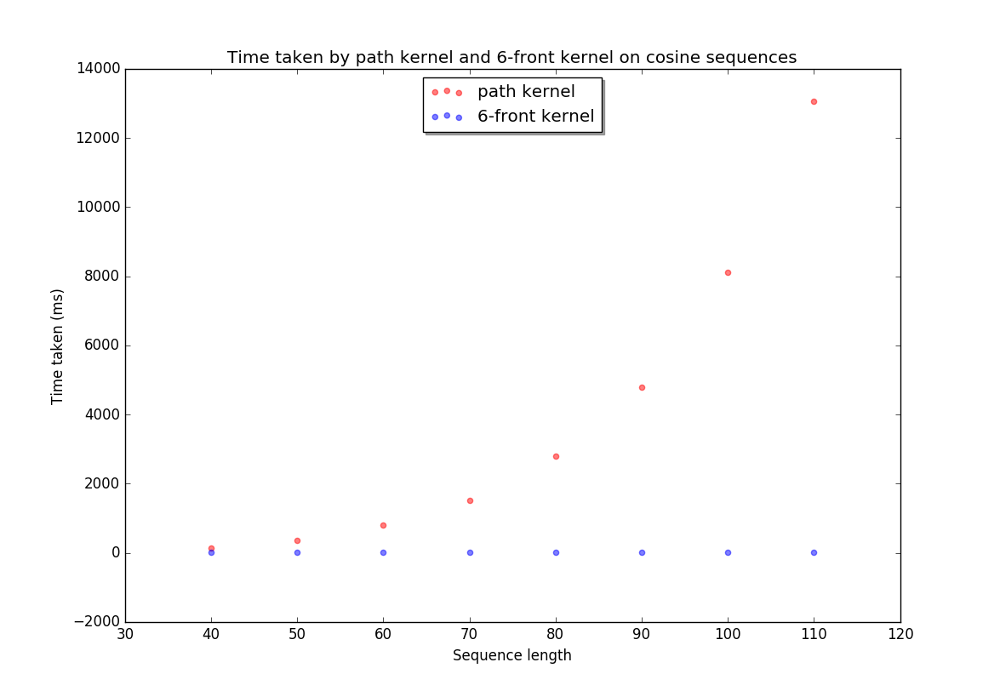 Time taken by path kernel and 6-front kernel on cosine sequences
path kernel
6-front kernel
14000
12000
10000
8000
6000
4000
2000
0
−2000
Time taken (ms)
30 40 50 60 70 80 90 100 110 120
Sequence length